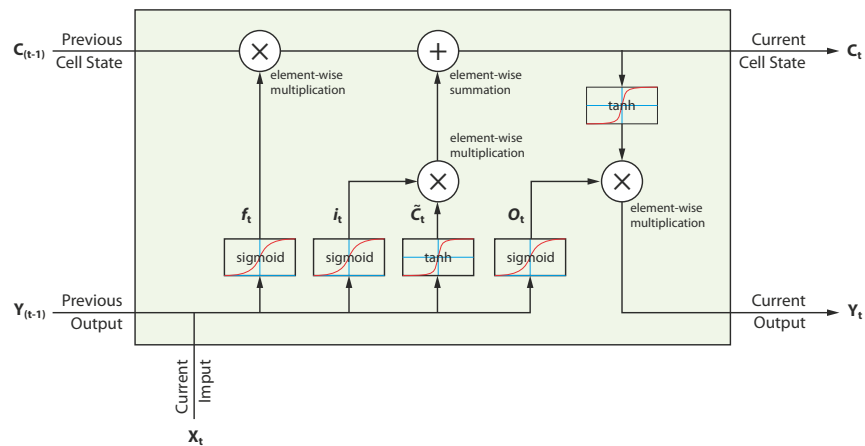 C(t-1)
Previous
Cell State
element-wise
multiplication
element-wise
summation
Current
Cell State
Ct
tanh
element-wise
multiplication
element-wise
multiplication
ft
it
C̃t
Ot
sigmoid
sigmoid
tanh
sigmoid
Y(t-1)
Previous
Output
Current
Output
Yt
Current
Imput
Xt